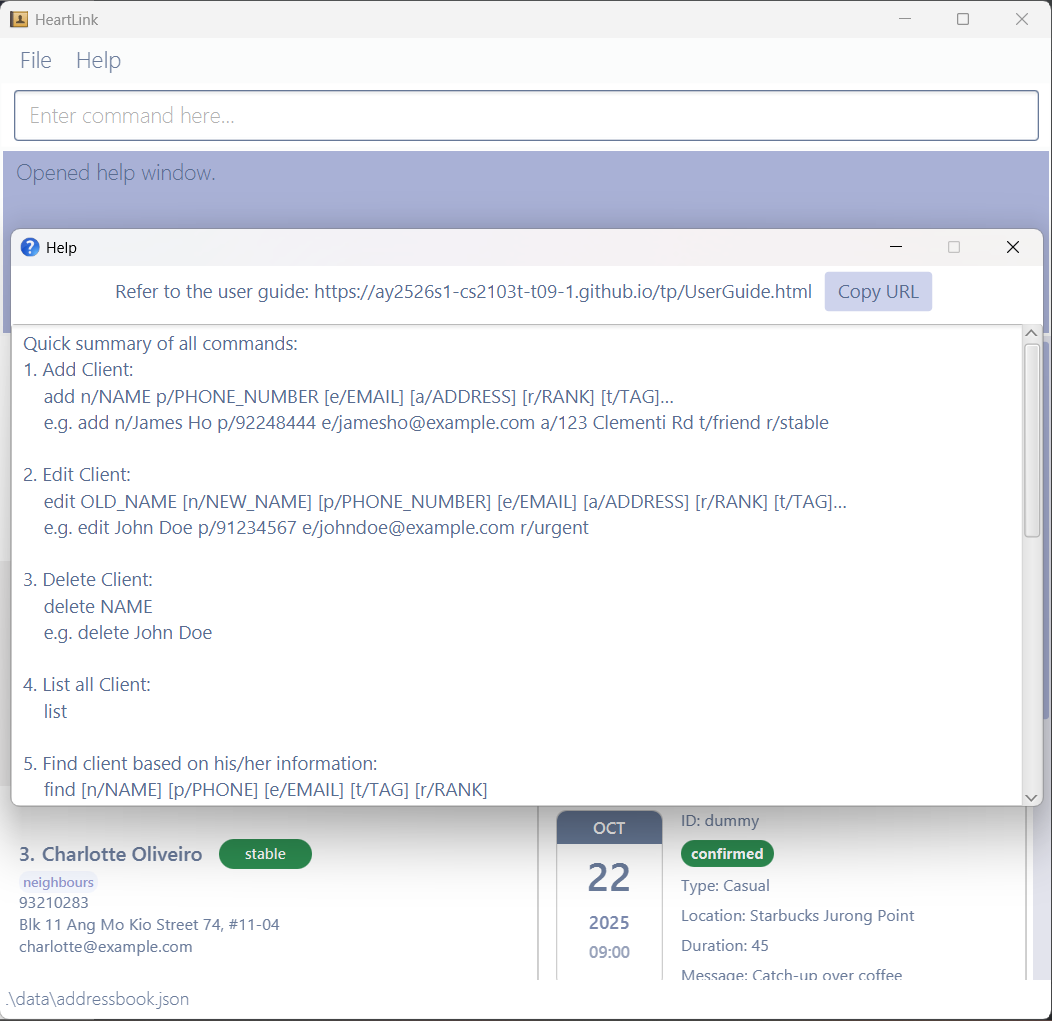 HeartLink
File Help
Enter command here...
Opened help window.
Help
Refer to the user guide: https://ay2526s1-cs2103t-t09-1.github.io/tp/UserGuide.html Copy URL
Quick summary of all commands:
1. Add Client:
add n/NAME p/PHONE_NUMBER [e/EMAIL] [a/ADDRESS] [r/RANK] [t/TAG]...
e.g. add n/James Ho p/92248444 e/jamesho@example.com a/123 Clementi Rd t/friend r/stable
2. Edit Client:
edit OLD_NAME [n/NEW_NAME] [p/PHONE_NUMBER] [e/EMAIL] [a/ADDRESS] [r/RANK] [t/TAG]...
e.g. edit John Doe p/91234567 e/johndoe@example.com r/urgent
3. Delete Client:
delete NAME
e.g. delete John Doe
4. List all Client:
list
5. Find client based on his/her information:
find [n/NAME] [p/PHONE] [e/EMAIL] [t/TAG] [r/RANK]
3. Charlotte Oliveiro stable
neighbours
93210283
Blk 11 Ang Mo Kio Street 74, #11-04
charlotte@example.com
OCT
22
2025
09:00
ID: dummy
confirmed
Type: Casual
Location: Starbucks Jurong Point
Duration: 45
Message: Catch-up over coffee
.\data\addressbook.json